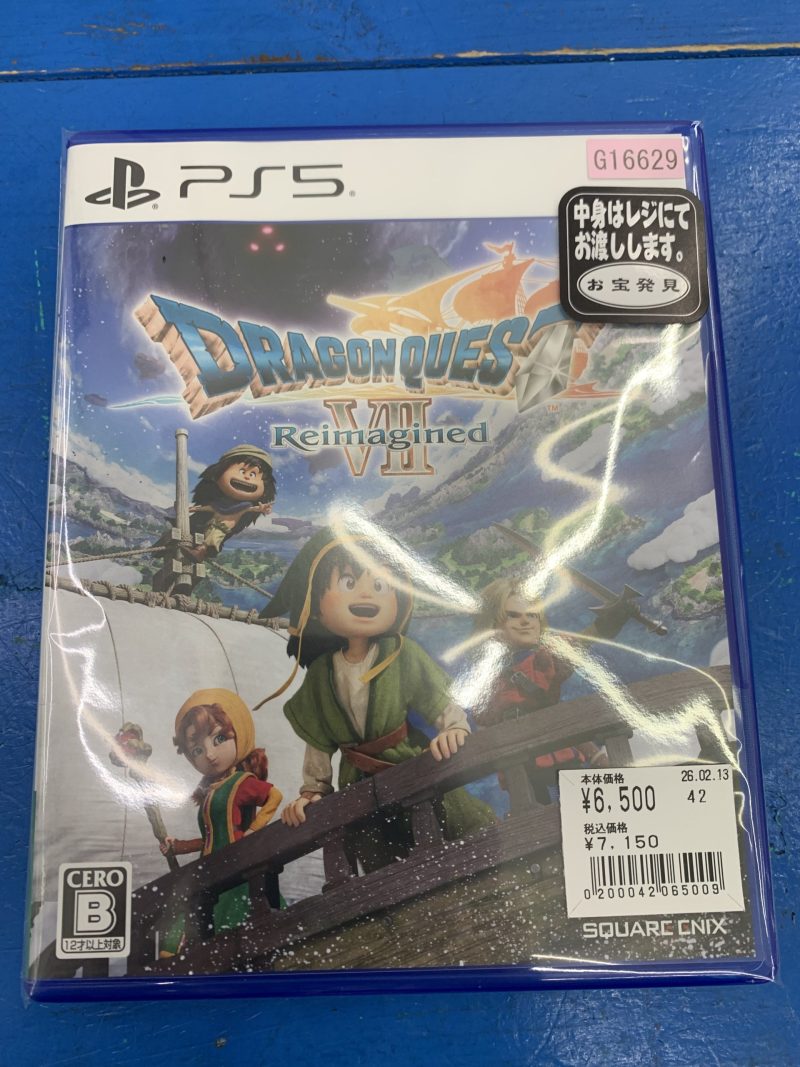 PS5
G16629
中身はレジにて
お渡しします。
お宝発見
DRAGON QUEST
VII
Reimagined
TM
本体価格
26.02.13
¥6,500
42
税込価格
¥7,150
0200042065009
CERO
B
12才以上対象
SQUARE ENIX